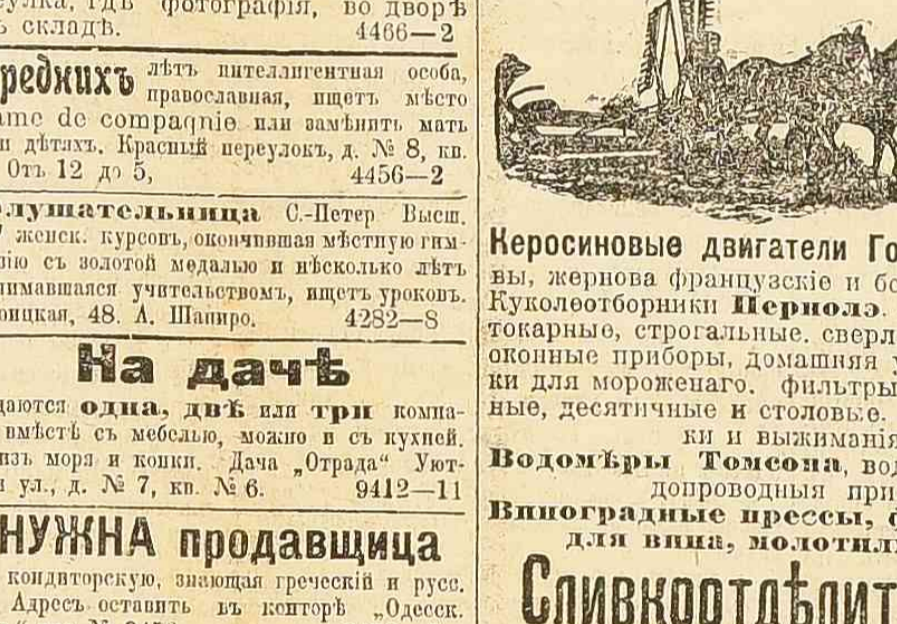 фотографія, во дворѣ
складѣ. 4466—2
редкихъ лѣтъ интеллигентная особа,
православная, ищетъ мѣсто
ame de compagnie или замѣнить мать
дѣтяхъ. Красный переулокъ, д. № 8, кв.
Отъ 12 до 5, 4456—2
лушательница С.-Петер Высш.
женск. курсовъ, окончившая мѣстную гим-
зію съ золотой медалью и нѣсколько лѣтъ
нимавшаяся учительствомъ, ищетъ уроковъ.
оицкая, 48. А. Шапиро. 4282—8
На дачѣ
даются одна, двѣ или три компа-
вмѣстѣ съ мебелью, можно и съ кухней.
изъ моря и конки. Дача „Отрада“ Уют-
ул., д. № 7, кв. № 6. 9412—11
НУЖНА продавщица
кондиторскую, знающая греческій и русс.
Адресъ оставить въ конторѣ „Одесск.
Керосиновые двигатели Го
вы, жернова французскіе и бо
Куколеотборники Пернолэ.
токарные, строгальные. сверл
оконные приборы, домашняя у
ки для мороженаго. фильтры
ные, десятичные и столовые.
ки и выжиманія
Водомѣры Томсона, вод
допроводныя при
Виноградные прессы,
для вина, молотил
Сливкоотдѣлит